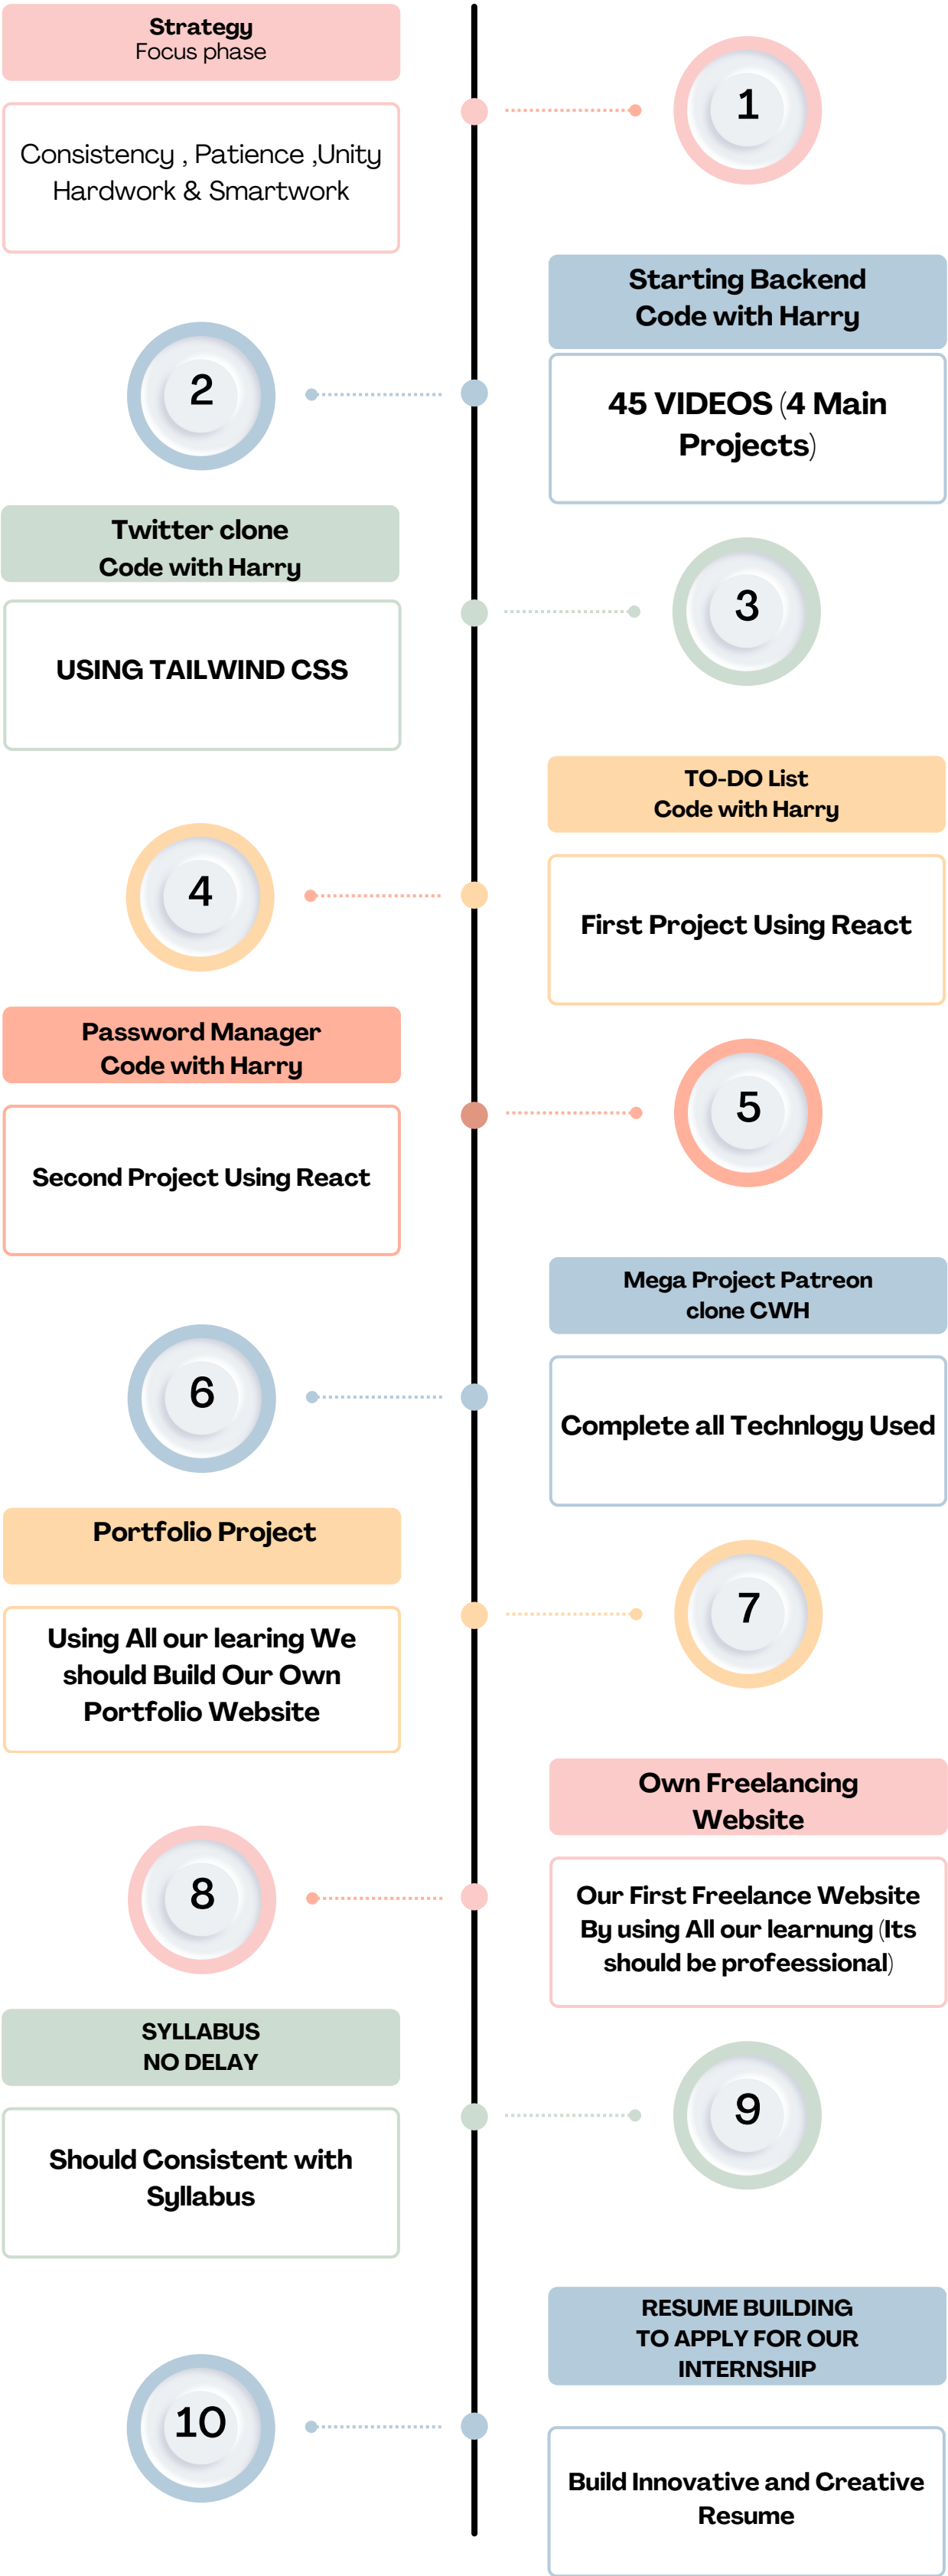 Strategy
Focus phase
1
Consistency , Patience ,Unity
Hardwork & Smartwork
Starting Backend
Code with Harry
2
45 VIDEOS (4 Main
Projects)
Twitter clone
Code with Harry
3
USING TAILWIND CSS
TO-DO List
Code with Harry
4
First Project Using React
Password Manager
Code with Harry
5
Second Project Using React
Mega Project Patreon
clone CWH
6
Complete all Technlogy Used
Portfolio Project
7
Using All our learing We
should Build Our Own
Portfolio Website
Own Freelancing
Website
8
Our First Freelance Website
By using All our learnung (Its
should be profeessional)
SYLLABUS
NO DELAY
9
Should Consistent with
Syllabus
RESUME BUILDING
TO APPLY FOR OUR
INTERNSHIP
10
Build Innovative and Creative
Resume